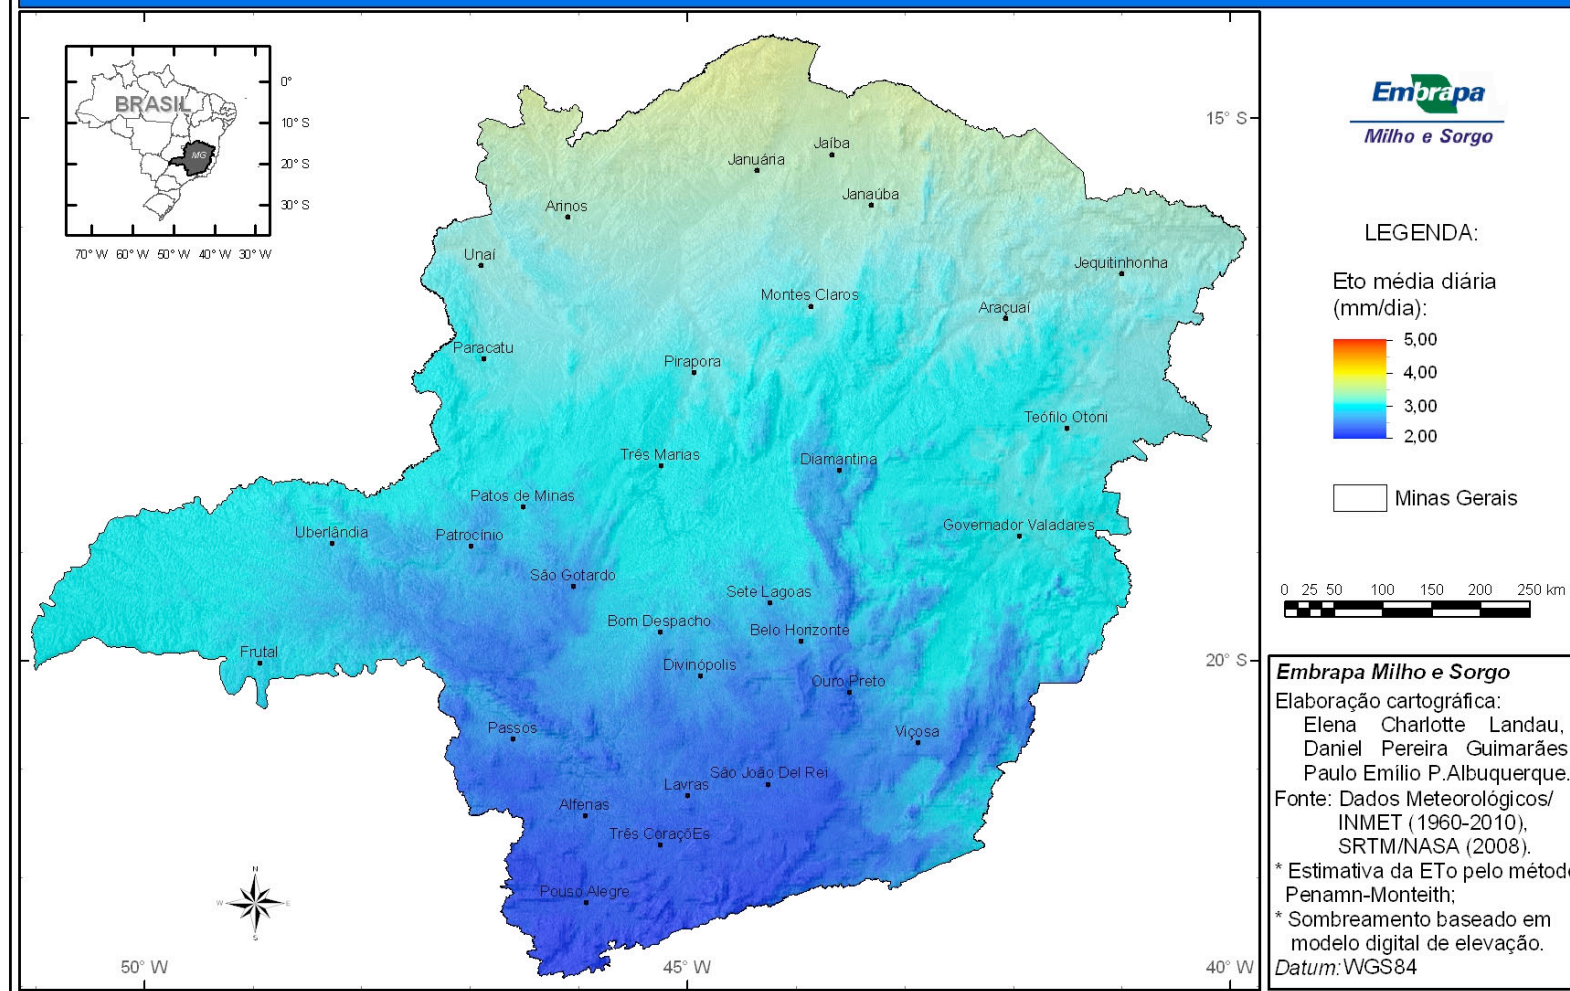 BRASIL
MG
0°
10° S
20° S
30° S
70° W 60° W 50° W 40° W 30° W
15° S
20° S
50° W
45° W
40° W
Januária
Jaíba
Janaúba
Arinos
Unaí
Jequitinhonha
Montes Claros
Araçuaí
Paracatu
Pirapora
Teófilo Otoni
Três Marias
Diamantina
Patos de Minas
Uberlândia
Patrocínio
Governador Valadares
São Gotardo
Sete Lagoas
Bom Despacho
Belo Horizonte
Frutal
Divinópolis
Ouro Preto
Passos
Viçosa
São João Del Rei
Lavras
Alfenas
Três CoraçõEs
Pouso Alegre
N
W
E
S
Embrapa
Milho e Sorgo
LEGENDA:
Eto média diária
(mm/dia):
5,00
4,00
3,00
2,00
Minas Gerais
0 25 50 100 150 200 250 km
Embrapa Milho e Sorgo
Elaboração cartográfica:
Elena Charlotte Landau,
Daniel Pereira Guimarães
Paulo Emílio P.Albuquerque.
Fonte: Dados Meteorológicos/
INMET (1960-2010),
SRTM/NASA (2008).
* Estimativa da ETo pelo método
Penamn-Monteith;
* Sombreamento baseado em
modelo digital de elevação.
Datum: WGS84